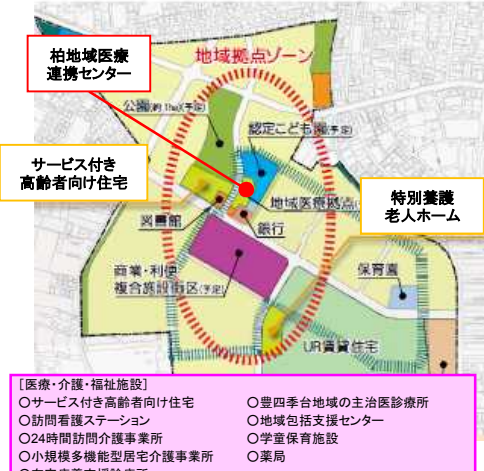 柏地域医療
連携センター
地域拠点ゾーン
公園(約1ha)(予定)
認定こども園(予定)
サービス付き
高齢者向け住宅
地域医療拠点
特別養護
老人ホーム
図書館
銀行
商業・利便
複合施設街区(予定)
保育園
UR賃貸住宅
[医療・介護・福祉施設]
○サービス付き高齢者向け住宅
○訪問看護ステーション
○24時間訪問介護事業所
○小規模多機能型居宅介護事業所
○豊四季台地域の主治医診療所
○地域包括支援センター
○学童保育施設
○薬局